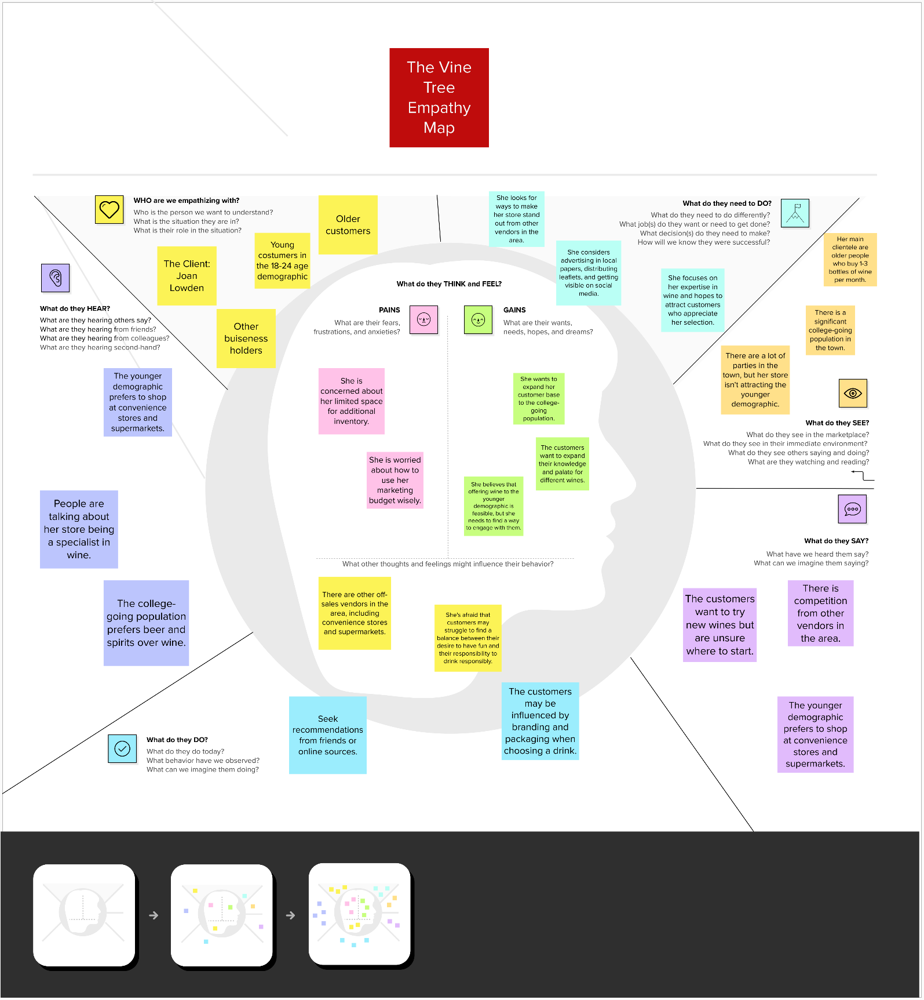 The Vine
Tree
Empathy
Map
WHO are we empathizing with?
Who is the person we want to understand?
What is the situation they are in?
What is their role in the situation?
Older
customers
Young
costumers in
the 18-24 age
demographic
The Client:
Joan
Lowden
Other
buiseness
holders
She looks for
ways to make
her store stand
out from other
vendors in the
area.
What do they need to DO?
What do they need to do differently?
What job(s) do they want or need to get done?
What decision(s) do they need to make?
How will we know they were successful?
She considers
advertising in local
papers, distributing
leaflets, and getting
visible on social
media.
She focuses on
her expertise in
wine and hopes to
attract customers
who appreciate
her selection.
Her main
clientele are
older people
who buy 1-3
bottles of wine
per month.
There is a
significant
college-going
population in
the town.
There are a lot of
parties in the
town, but her store
isn't attracting the
younger
demographic.
What do they SEE?
What do they see in the marketplace?
What do they see in their immediate environment?
What do they see others saying and doing?
What are they watching and reading?
What do they HEAR?
What are they hearing others say?
What are they hearing from friends?
What are they hearing from colleagues?
What are they hearing second-hand?
The younger
demographic
prefers to shop
at convenience
stores and
supermarkets.
People are
talking about
her store being
a specialist in
wine.
The college-
going population
prefers beer and
spirits over wine.
What do they THINK and FEEL?
PAINS
What are their fears,
frustrations, and anxieties?
GAINS
What are their wants,
needs, hopes, and dreams?
She is
concerned about
her limited space
for additional
inventory.
She is worried
about how to
use her
marketing
budget wisely.
She wants to
expand her
customer base
to the college-
going
population.
The customers
want to expand
their knowledge
and palate for
different wines.
She believes that
offering wine to the
younger
demographic is
feasible, but she
needs to find a way
to engage with them.
What other thoughts and feelings might influence their behavior?
There are other off-
sales vendors in the
area, including
convenience stores
and supermarkets.
She's afraid that
customers may
struggle to find a
balance between their
desire to have fun and
their responsibility to
drink responsibly.
What do they SAY?
What have we heard them say?
What can we imagine them saying?
The customers
want to try
new wines but
are unsure
where to start.
There is
competition
from other
vendors in
the area.
The younger
demographic
prefers to shop
at convenience
stores and
supermarkets.
What do they DO?
What do they do today?
What behavior have we observed?
What can we imagine them doing?
Seek
recommendations
from friends or
online sources.
The customers
may be
influenced by
branding and
packaging when
choosing a drink.